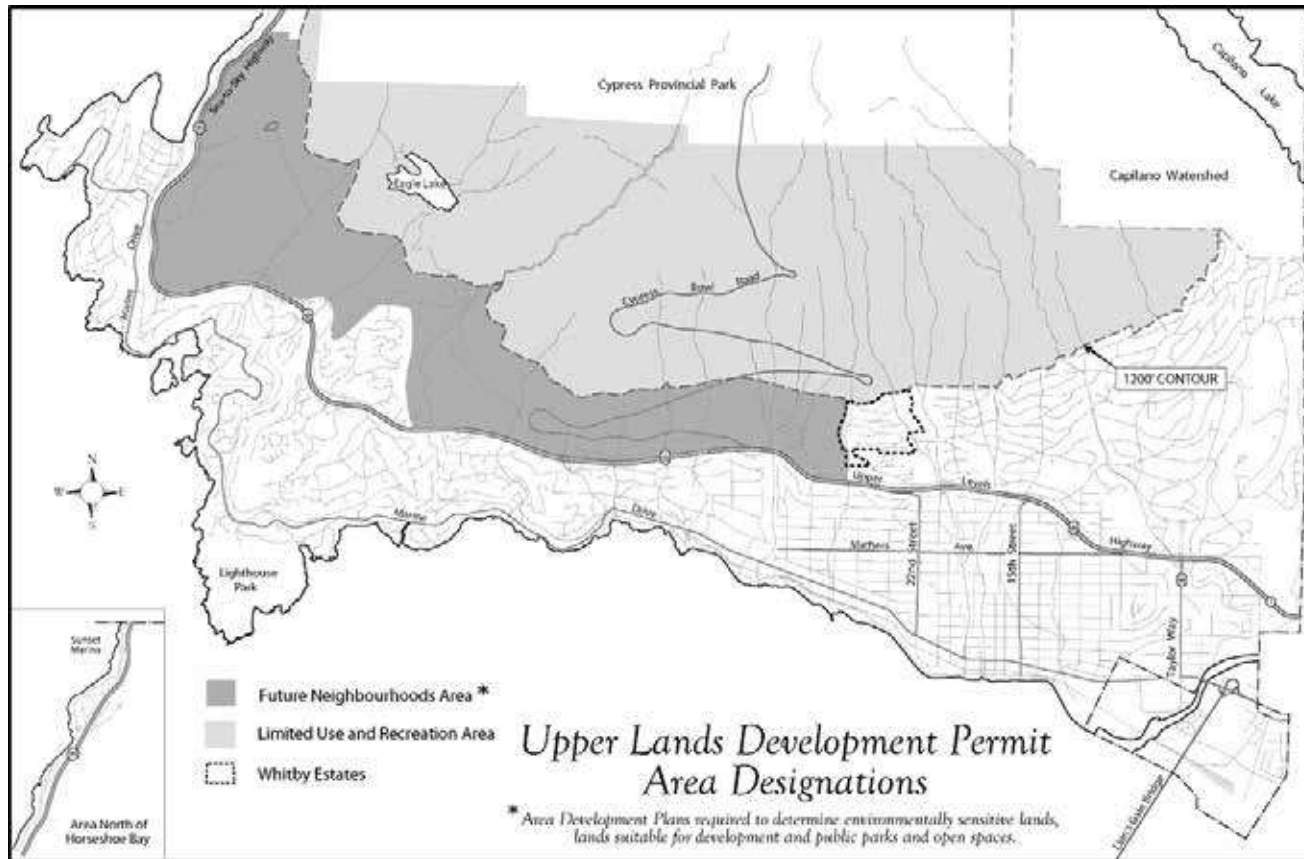 Sea-to-Sky Highway
Cypress Provincial Park
Capilano
Lake
Capilano Watershed
Eagle Lake
Marine
Drive
Cypress Bowl Road
1200' CONTOUR
N
W
E
S
Upper
Levels
Highway
Marine
Drive
Mathers
Ave.
22nd Street
15th Street
Taylor Way
Lighthouse
Park
Lion's Gate Bridge
Sunset
Marina
Area North of
Horseshoe Bay
Future Neighbourhoods Area *
Limited Use and Recreation Area
Whitby Estates
Upper Lands Development Permit
Area Designations
* Area Development Plans required to determine environmentally sensitive lands,
lands suitable for development and public parks and open spaces.